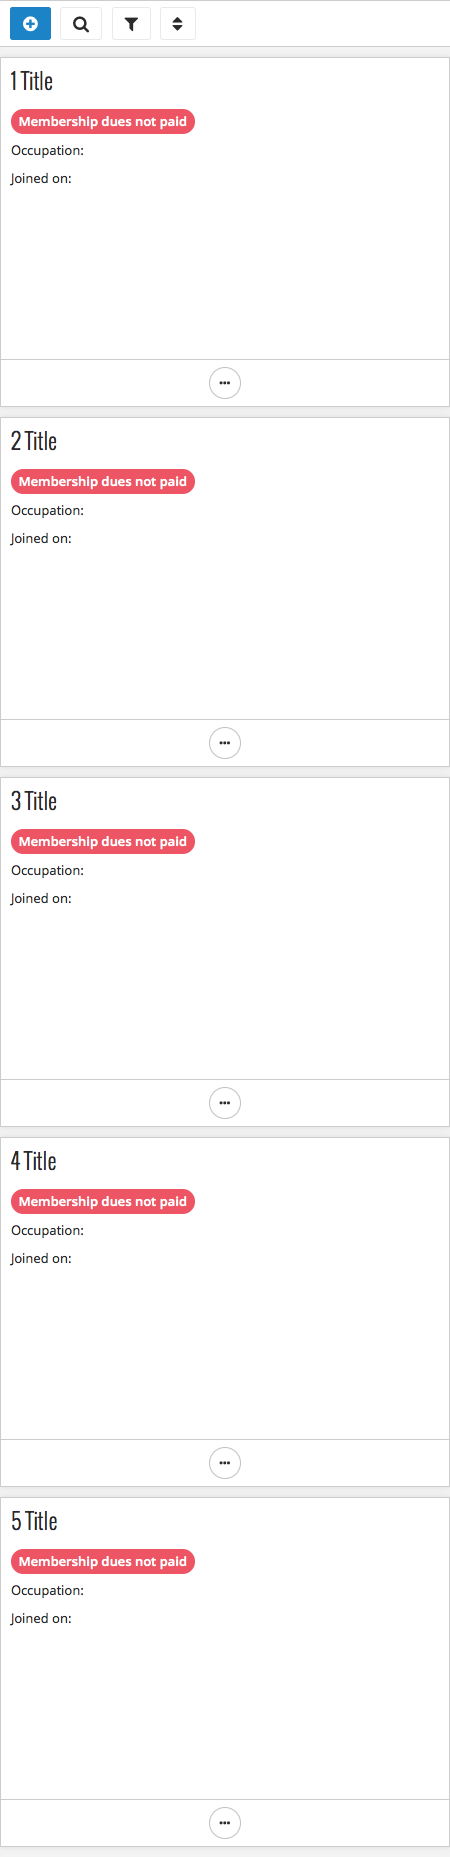 1 Title
Membership dues not paid
Occupation:
Joined on:
2 Title
Membership dues not paid
Occupation:
Joined on:
3 Title
Membership dues not paid
Occupation:
Joined on:
4 Title
Membership dues not paid
Occupation:
Joined on:
5 Title
Membership dues not paid
Occupation:
Joined on: